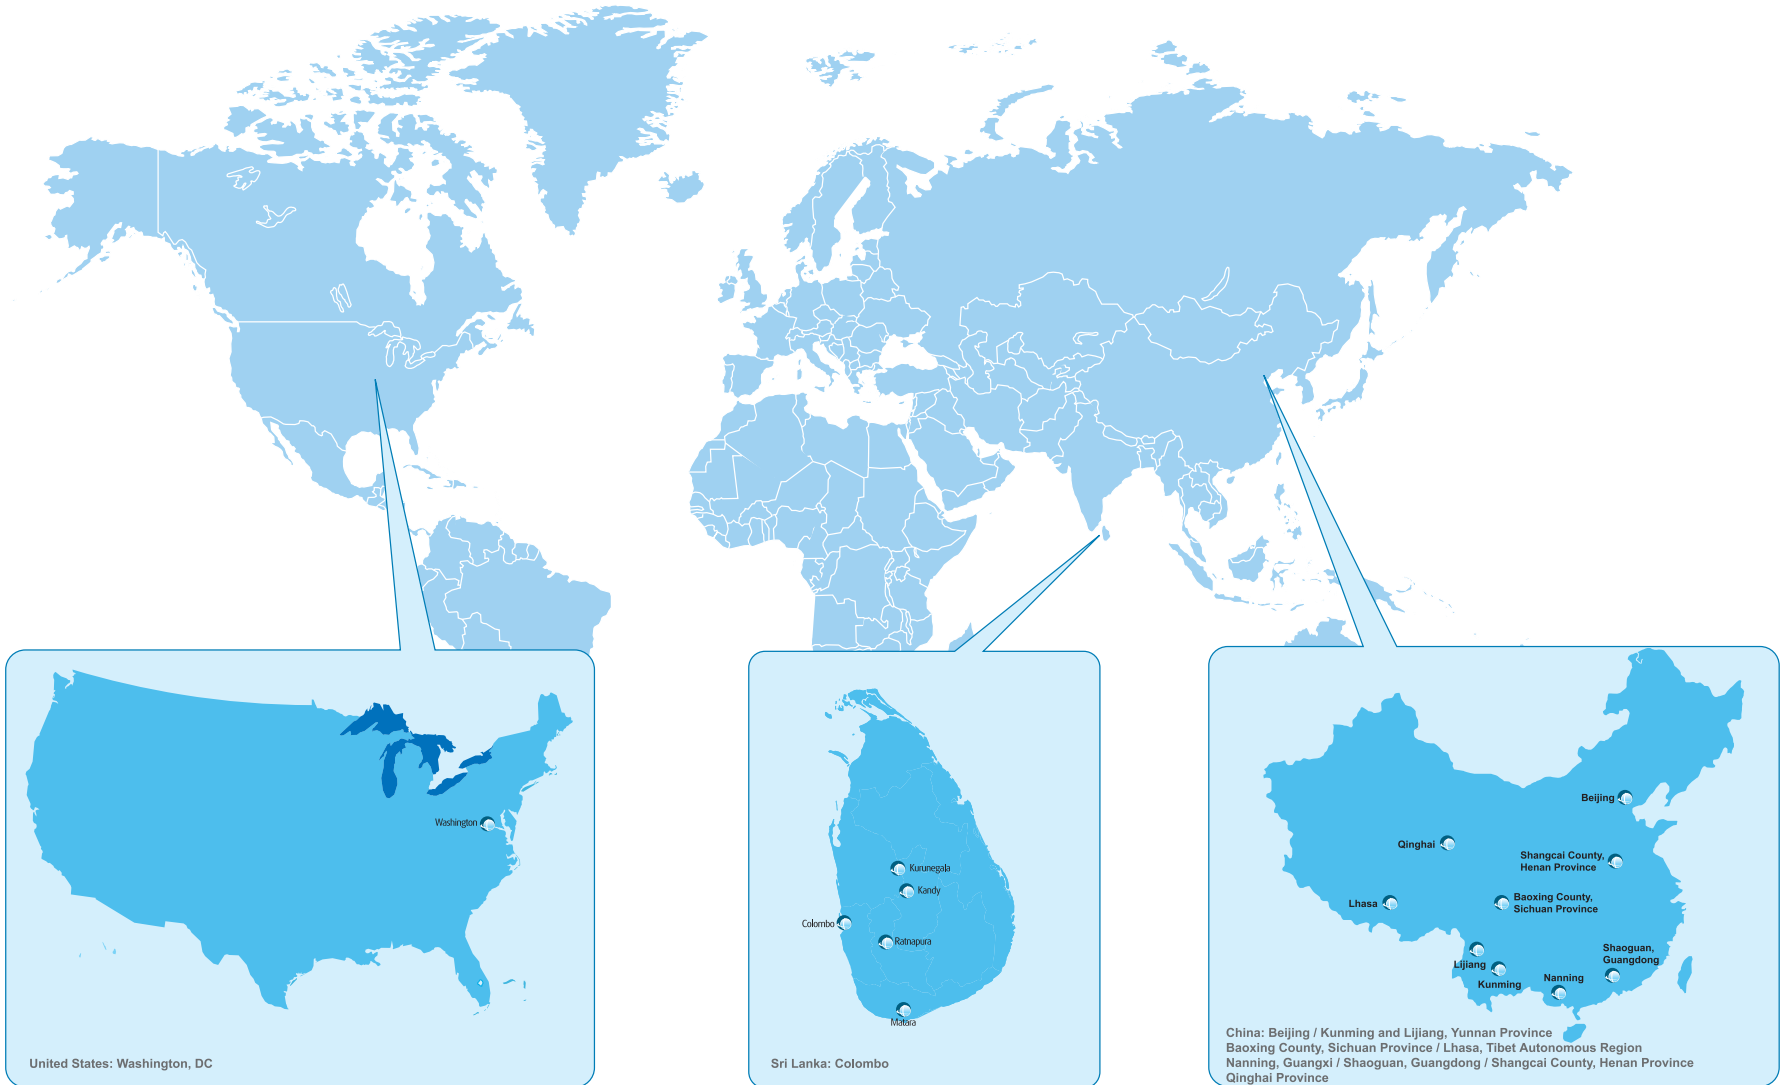 Washington
United States: Washington, DC
Kurunegala
Kandy
Colombo
Ratnapura
Matara
Sri Lanka: Colombo
Beijing
Qinghai
Shangcai County,
Henan Province
Lhasa
Baoxing County,
Sichuan Province
Lijiang
Kunming
Nanning
Shaoguan,
Guangdong
China: Beijing / Kunming and Lijiang, Yunnan Province
Baoxing County, Sichuan Province / Lhasa, Tibet Autonomous Region
Nanning, Guangxi / Shaoguan, Guangdong / Shangcai County, Henan Province
Qinghai Province